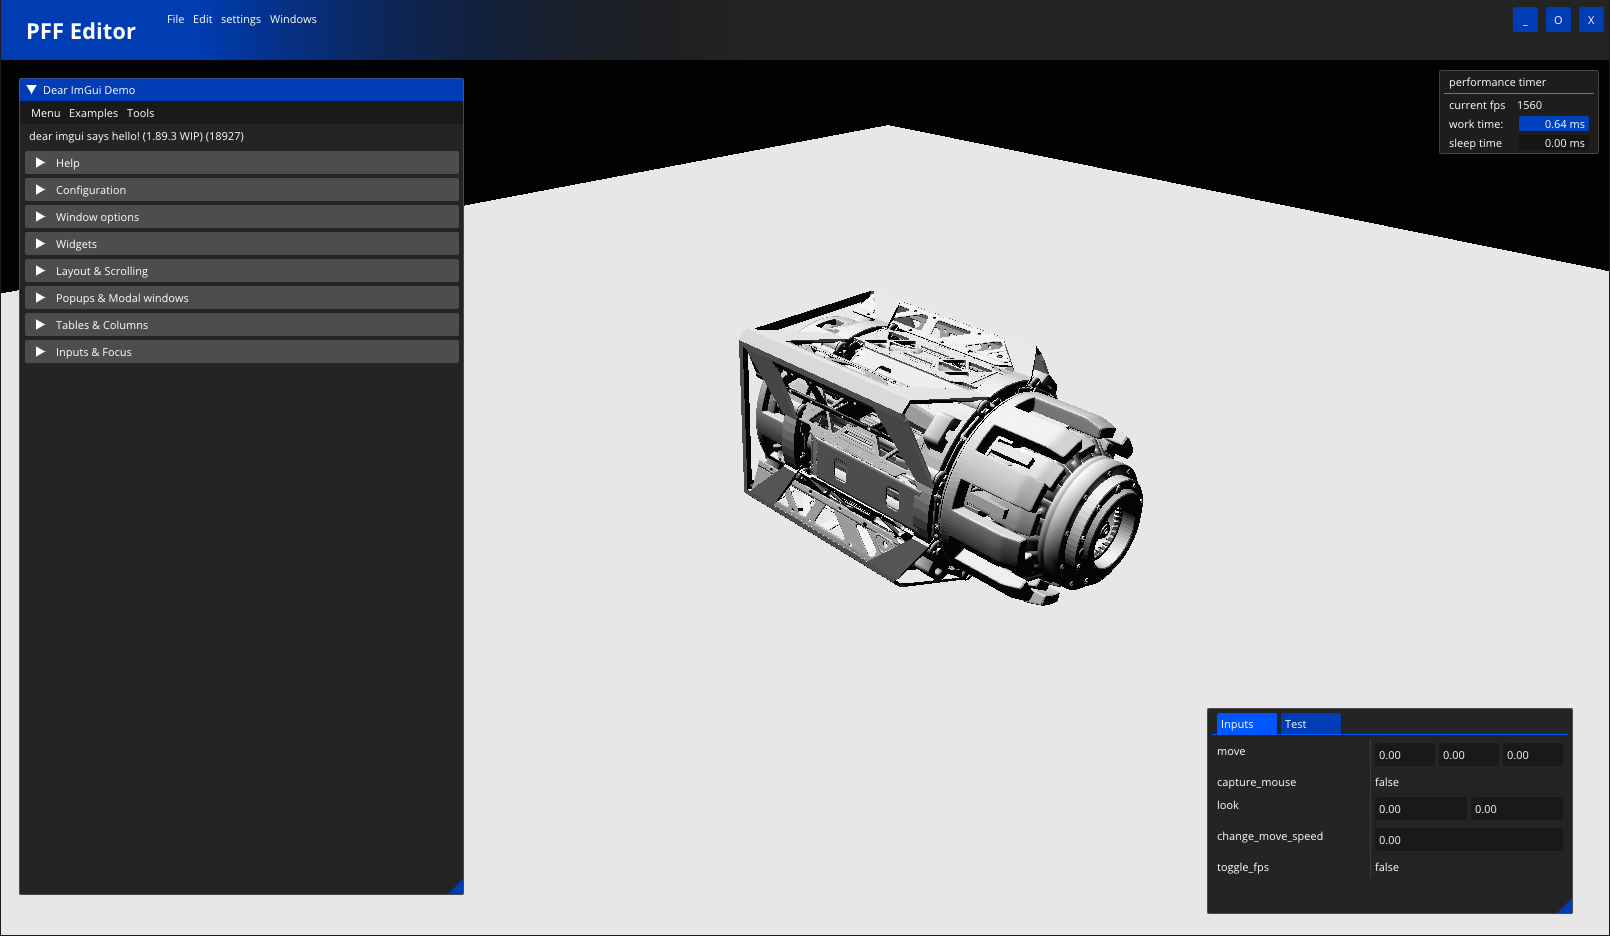 PFF Editor
File Edit settings Windows
_ O X
Dear ImGui Demo
Menu Examples Tools
dear imgui says hello! (1.89.3 WIP) (18927)
Help
Configuration
Window options
Widgets
Layout & Scrolling
Popups & Modal windows
Tables & Columns
Inputs & Focus
performance timer
current fps 1560
work time: 0.64 ms
sleep time 0.00 ms
Inputs Test
move 0.00 0.00 0.00
capture_mouse false
look 0.00 0.00
change_move_speed 0.00
toggle_fps false